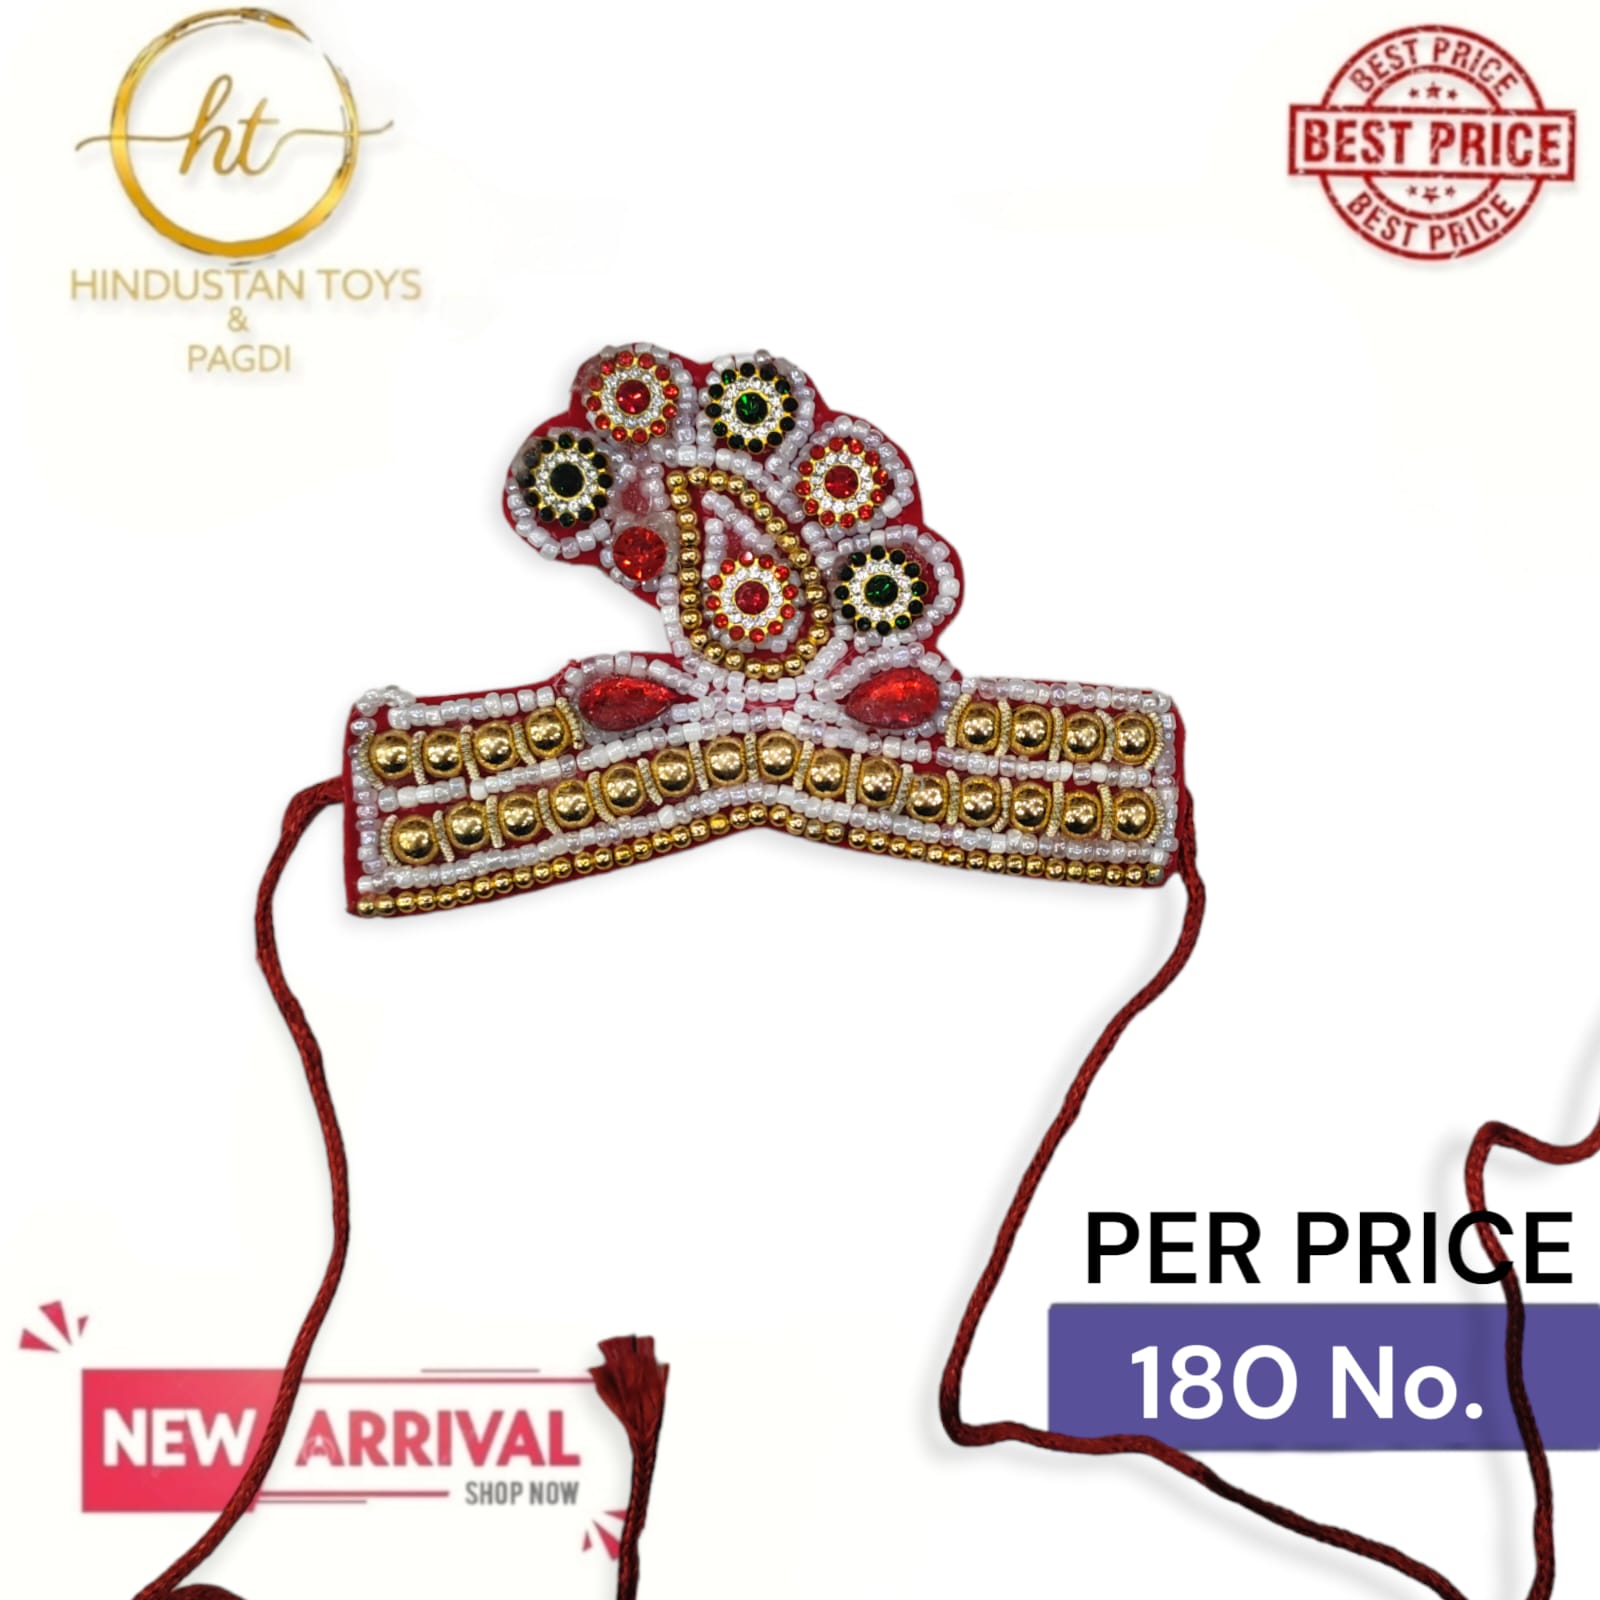 ht
HINDUSTAN TOYS
&
PAGDI
BEST PRICE
BEST PRICE
BEST PRICE
PER PRICE
180 No.
NEW ARRIVAL
SHOP NOW